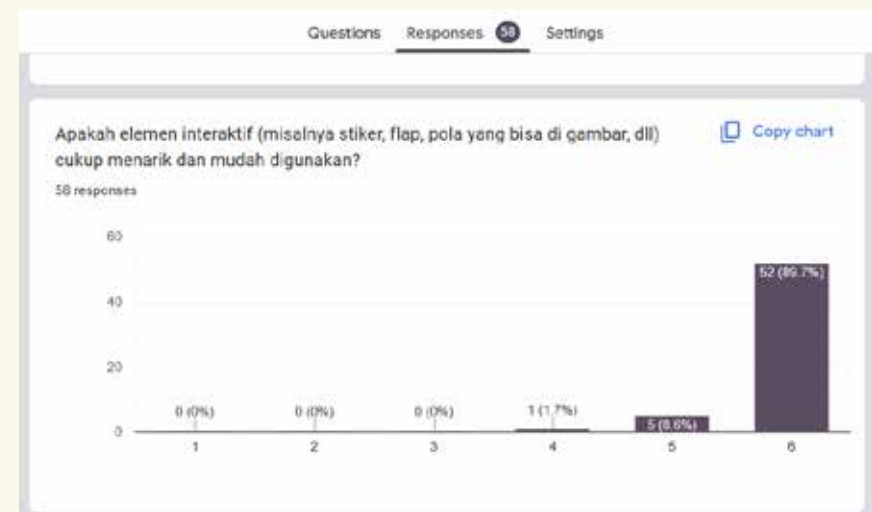 Questions Responses 58 Settings
Apakah elemen interaktif (misalnya stiker, flap, pola yang bisa di gambar, dll)
cukup menarik dan mudah digunakan?
Copy chart
58 responses
60
40
20
0
0 (0%) 0 (0%) 0 (0%) 1 (1.7%) 5 (8.6%) 52 (89.7%)
1 2 3 4 5 6